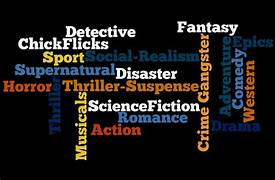 Detective
Fantasy
ChickFlicks
Epics
Sport
Social-Realism
Supernatural
Disaster
Horror
Thriller-Suspense
Thriller
ScienceFiction
Musicals
Romance
Action
Crime Gangster
Adventure
Comedy
Western
Drama